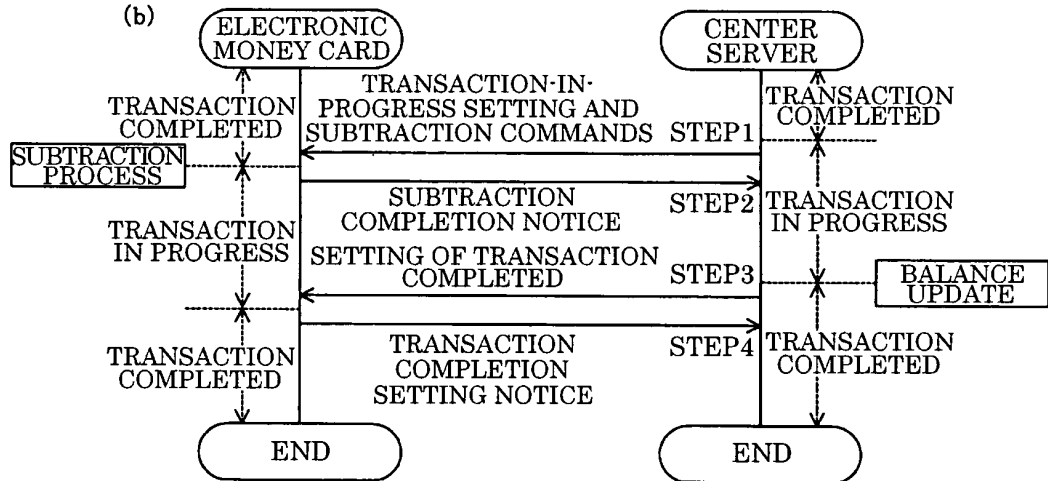 (b)
ELECTRONIC
MONEY CARD
CENTER
SERVER
TRANSACTION
COMPLETED
TRANSACTION-IN-
PROGRESS SETTING AND
SUBTRACTION COMMANDS
STEP1
TRANSACTION
COMPLETED
SUBTRACTION
PROCESS
SUBTRACTION
COMPLETION NOTICE
STEP2
TRANSACTION
IN PROGRESS
TRANSACTION
IN PROGRESS
SETTING OF TRANSACTION
COMPLETED
STEP3
BALANCE
UPDATE
TRANSACTION
COMPLETED
TRANSACTION
COMPLETION
SETTING NOTICE
STEP4
TRANSACTION
COMPLETED
END
END